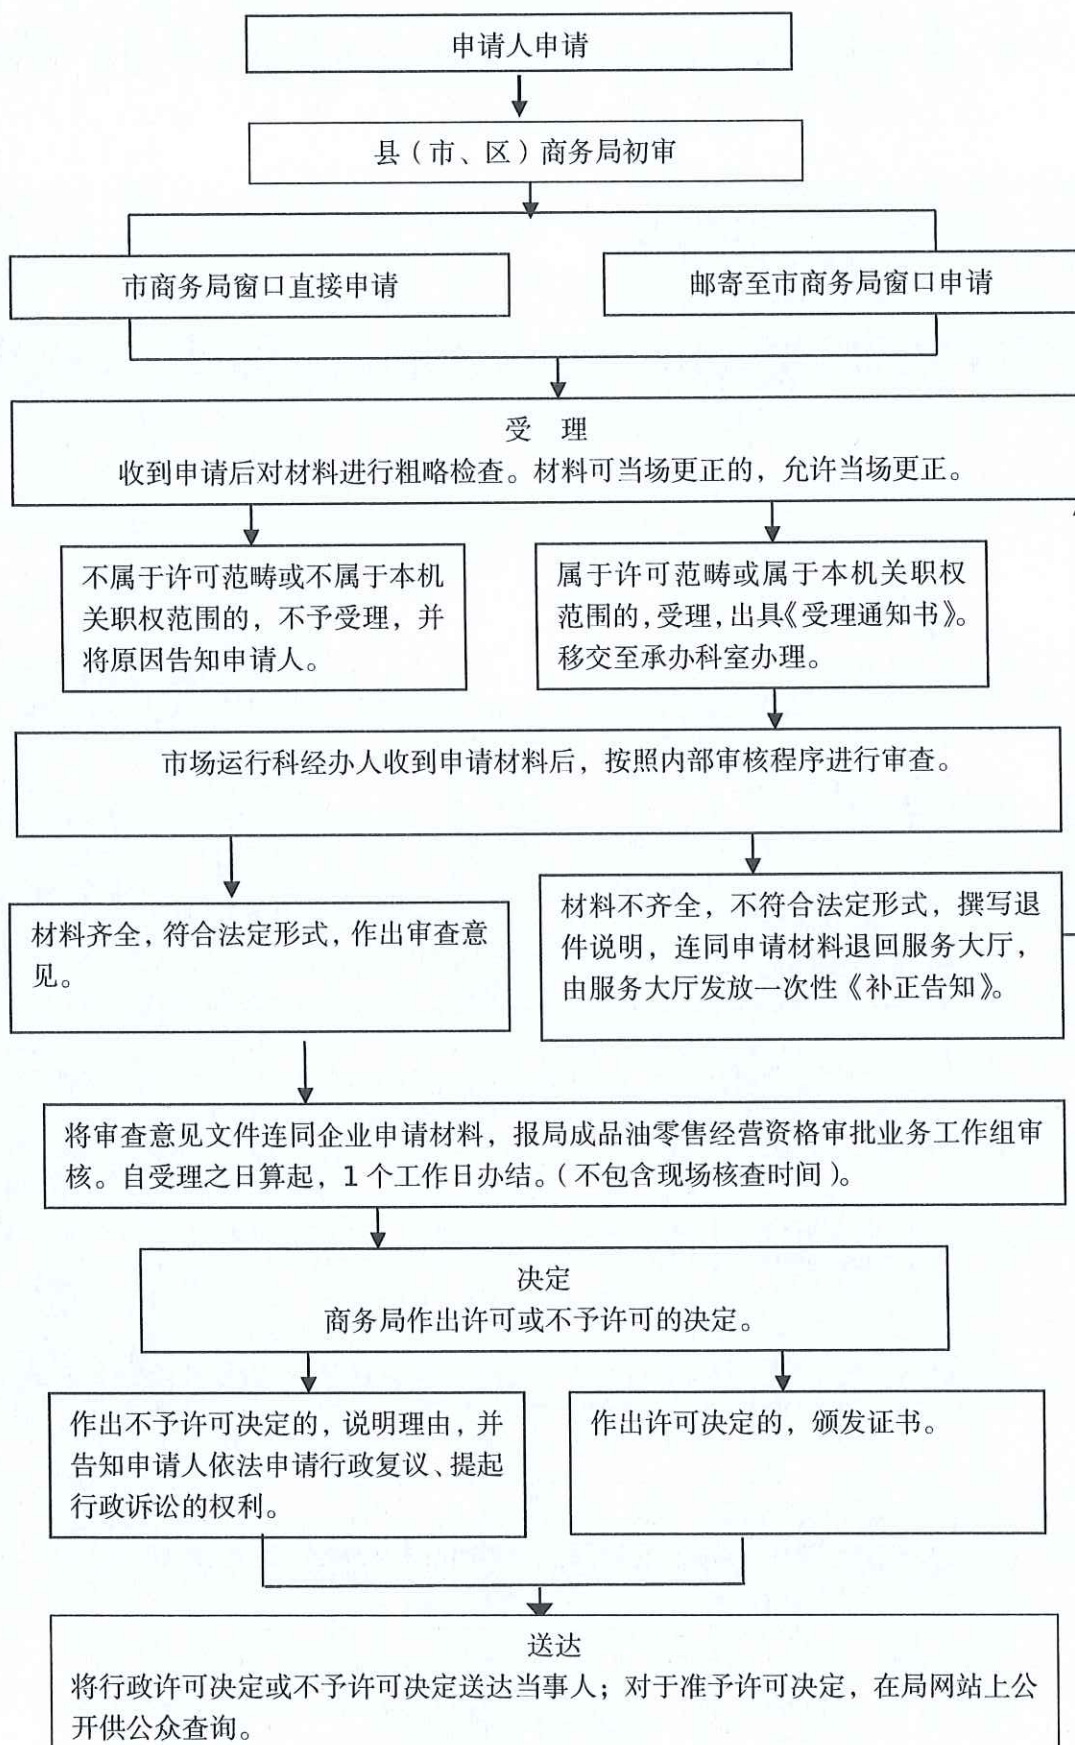 申请人申请
县（市、区）商务局初审
市商务局窗口直接申请
邮寄至市商务局窗口申请
受 理
收到申请后对材料进行粗略检查。材料可当场更正的，允许当场更正。
不属于许可范畴或不属于本机
关职权范围的，不予受理，并
将原因告知申请人。
属于许可范畴或属于本机关职权
范围的，受理，出具《受理通知书》。
移交至承办科室办理。
市场运行科经办人收到申请材料后，按照内部审核程序进行审查。
材料齐全，符合法定形式，作出审查意
见。
材料不齐全，不符合法定形式，撰写退
件说明，连同申请材料退回服务大厅，
由服务大厅发放一次性《补正告知》。
将审查意见文件连同企业申请材料，报局成品油零售经营资格审批业务工作组审
核。自受理之日算起，1个工作日办结。（不包含现场核查时间）。
决定
商务局作出许可或不予许可的决定。
作出不予许可决定的，说明理由，并
告知申请人依法申请行政复议、提起
行政诉讼的权利。
作出许可决定的，颁发证书。
送达
将行政许可决定或不予许可决定送达当事人；对于准予许可决定，在局网站上公
开供公众查询。